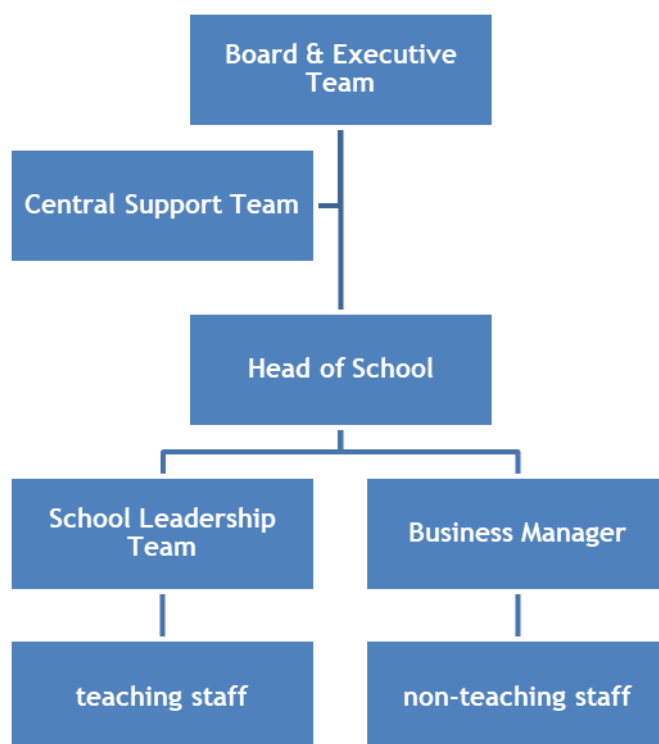 Board & Executive
Team
Central Support Team
Head of School
School Leadership
Team
Business Manager
teaching staff
non-teaching staff